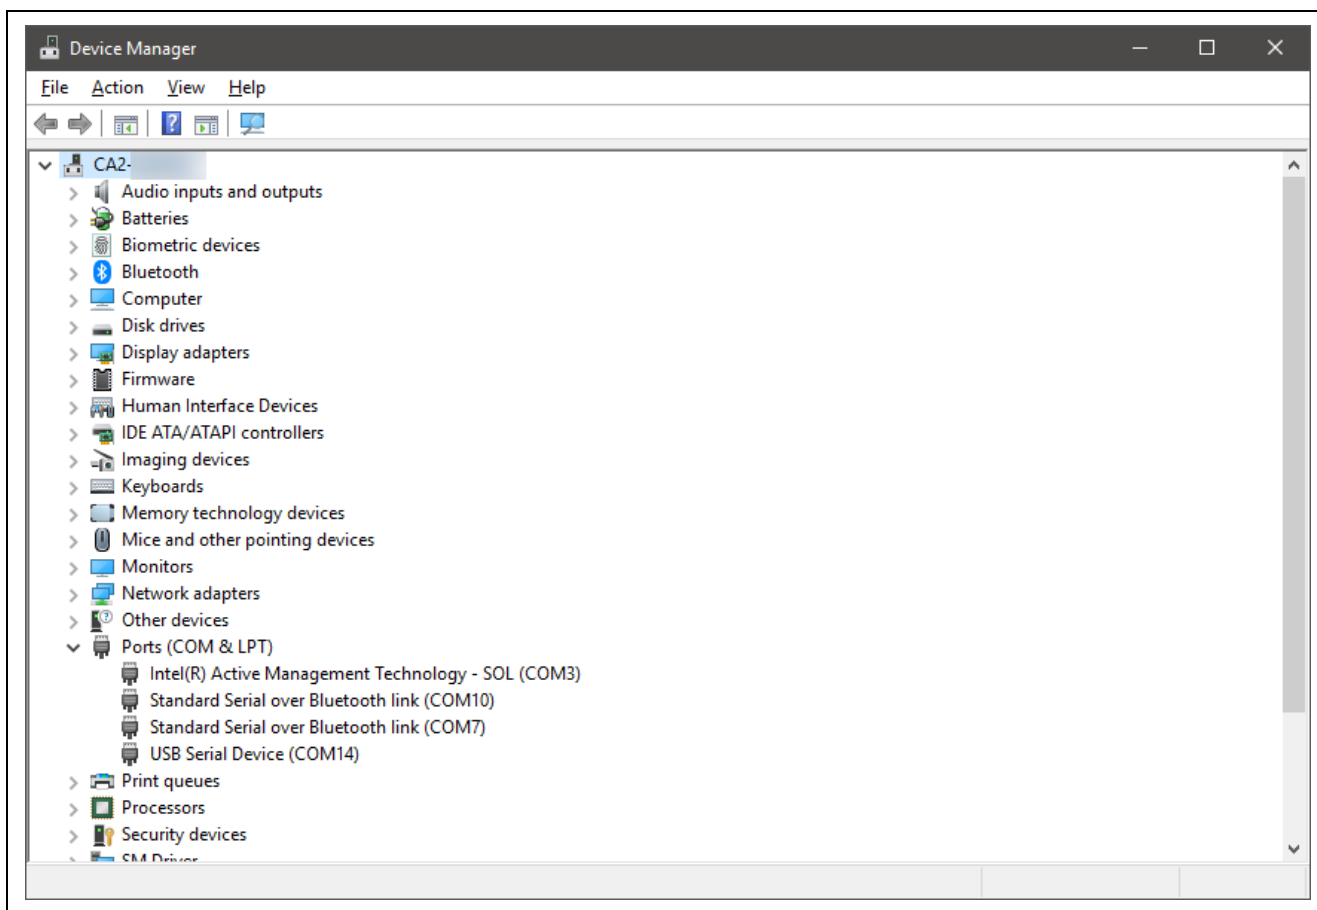 Device Manager
File Action View Help
CA2-
Audio inputs and outputs
Batteries
Biometric devices
Bluetooth
Computer
Disk drives
Display adapters
Firmware
Human Interface Devices
IDE ATA/ATAPI controllers
Imaging devices
Keyboards
Memory technology devices
Mice and other pointing devices
Monitors
Network adapters
Other devices
Ports (COM & LPT)
Intel(R) Active Management Technology - SOL (COM3)
Standard Serial over Bluetooth link (COM10)
Standard Serial over Bluetooth link (COM7)
USB Serial Device (COM14)
Print queues
Processors
Security devices
SM Driver